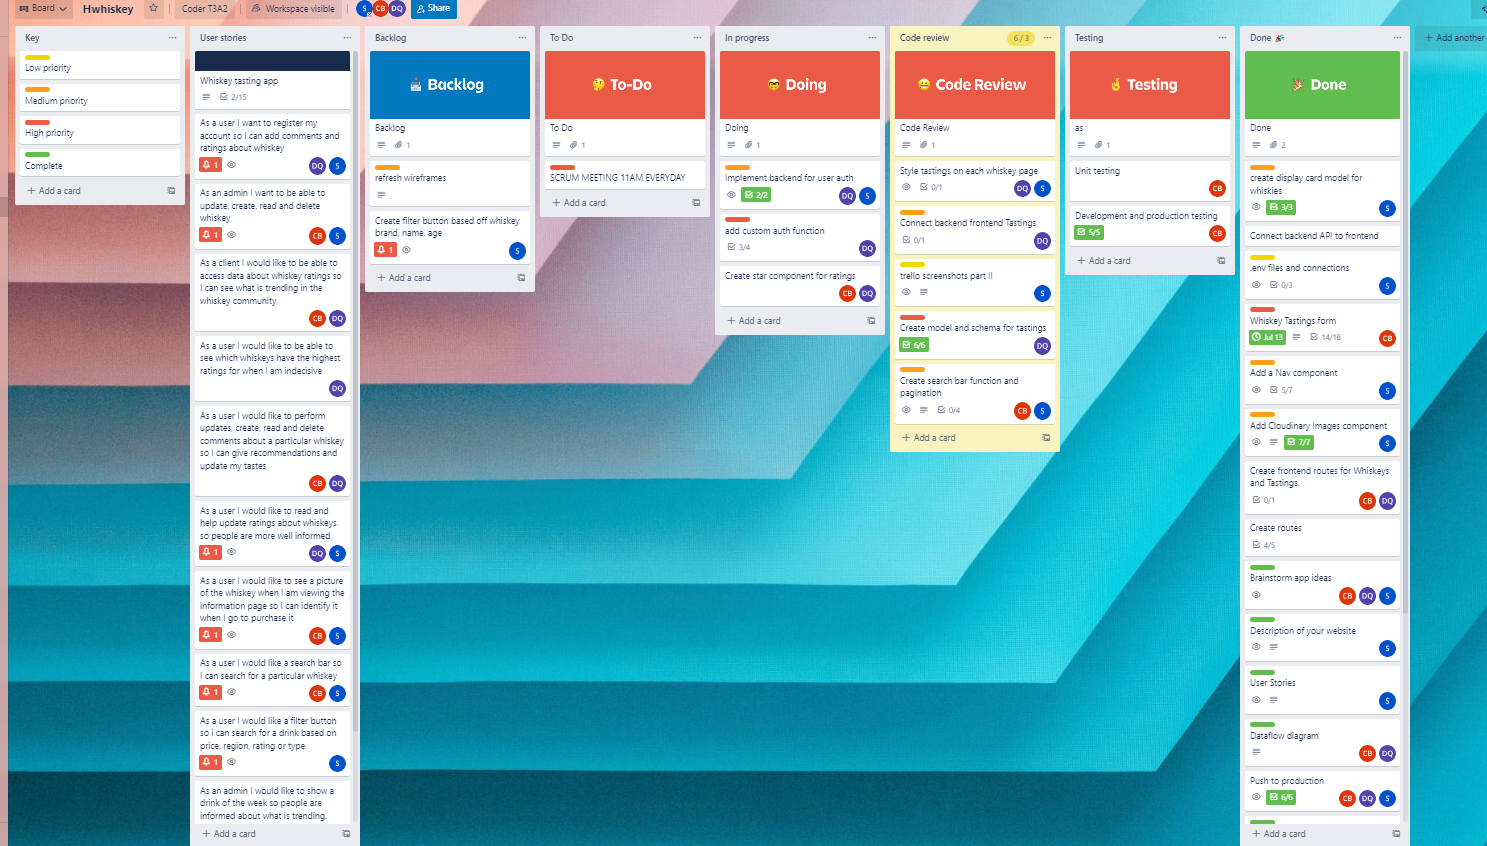 Board
Hwhiskey
Coder T3A2
Workspace visible
S
CB
DQ
Share
Key
Low priority
Medium priority
High priority
Complete
+ Add a card
User stories
Whiskey tasting app
2/15
As a user I want to register my
account so I can add comments and
ratings about whiskey
1
DQ
S
As an admin I want to be able to
update, create, read and delete
whiskey
1
CB
S
As a client I would like to be able to
access data about whiskey ratings so
I can see what is trending in the
whiskey community
CB
DQ
As a user I would like to be able to
see which whiskeys have the highest
ratings for when I am indecisive
DQ
As a user I would like to perform
updates, create, read and delete
comments about a particular whiskey
so I can give recommendations and
update my tastes
CB
DQ
As a user I would like to read and
help update ratings about whiskeys
so people are more well informed
1
DQ
S
As a user I would like to see a picture
of the whiskey when I am viewing the
information page so I can identify it
when I go to purchase it
1
CB
S
As a user I would like a search bar so
I can search for a particular whiskey
1
CB
S
As a user I would like a filter button
so i can search for a drink based on
price, region, rating or type
1
S
As an admin I would like to show a
drink of the week so people are
informed about what is trending.
+ Add a card
Backlog
Backlog
Backlog
1
refresh wireframes
Create filter button based off whiskey
brand, name, age
1
S
+ Add a card
To Do
To-Do
To Do
1
SCRUM MEETING 11AM EVERYDAY
+ Add a card
In progress
Doing
Doing
1
Implement backend for user auth
2/2
DQ
S
add custom auth function
3/4
DQ
Create star component for ratings
CB
DQ
+ Add a card
Code review
6 / 3
Code Review
Code Review
1
Style tastings on each whiskey page
0/1
DQ
S
Connect backend frontend Tastings
0/1
DQ
trello screenshots part II
S
Create model and schema for tastings
6/6
DQ
Create search bar function and
pagination
0/4
CB
S
+ Add a card
Testing
Testing
as
1
Unit testing
CB
Development and production testing
5/5
CB
+ Add a card
Done
Done
Done
2
create display card model for
whiskies
3/3
S
Connect backend API to frontend
.env files and connections
0/3
S
Whiskey Tastings form
Jul 13
14/18
CB
Add a Nav component
5/7
S
Add Cloudinary Images component
7/7
S
Create frontend routes for Whiskeys
and Tastings.
0/1
CB
DQ
Create routes
4/5
Brainstorm app ideas
CB
DQ
S
Description of your website
S
User Stories
S
Dataflow diagram
CB
DQ
Push to production
6/6
CB
DQ
S
+ Add a card
+ Add another